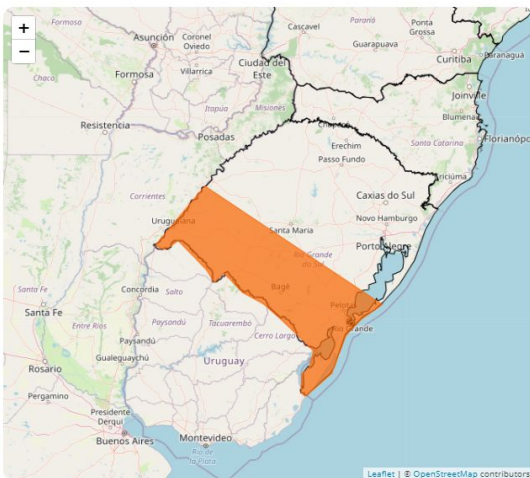 +
−
Formosa
Asunción
Coronel
Oviedo
Cascavel
Paraná
Ponta
Grossa
Guarapuava
Curitiba
Paranaguá
Chaco
Formosa
Villarrica
Ciudad del
Este
Joinville
Itapúa
Misiones
Blumenau
Resistencia
Posadas
Santa Catarina
Florianópo
Erechim
Passo Fundo
Corrientes
Caxias do Sul
Uruguaiana
Santa Maria
Novo Hamburgo
Porto Alegre
Rio Grande
do Sul
Concordia
Salto
Bagé
Santa Fe
Santa Fé
Pelotas
Rio Grande
Entre Ríos
Paysandú
Paysandú
Tacuarembó
Cerro Largo
Gualeguaychú
Rosario
Uruguay
Pergamino
Presidente
Derqui
Buenos Aires
Montevideo
Río de
la Plata
Leaflet | © OpenStreetMap contributors